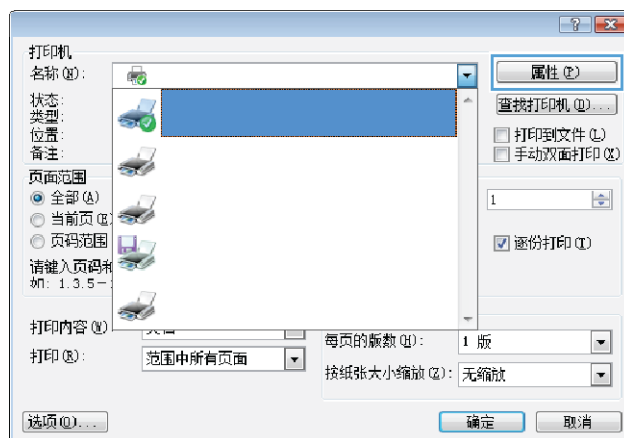 打印机
名称(N):
属性(P)
状态:
类型:
查找打印机(D)...
位置:
打印到文件(L)
备注:
手动双面打印(X)
页面范围
全部(A)
1
当前页(E)
页码范围
逐份打印(T)
请键入页码和
如: 1.3.5-
打印内容(W):
每页的版数(H):
1 版
打印(R):
范围中所有页面
按纸张大小缩放(Z):
无缩放
选项(O)...
确定
取消